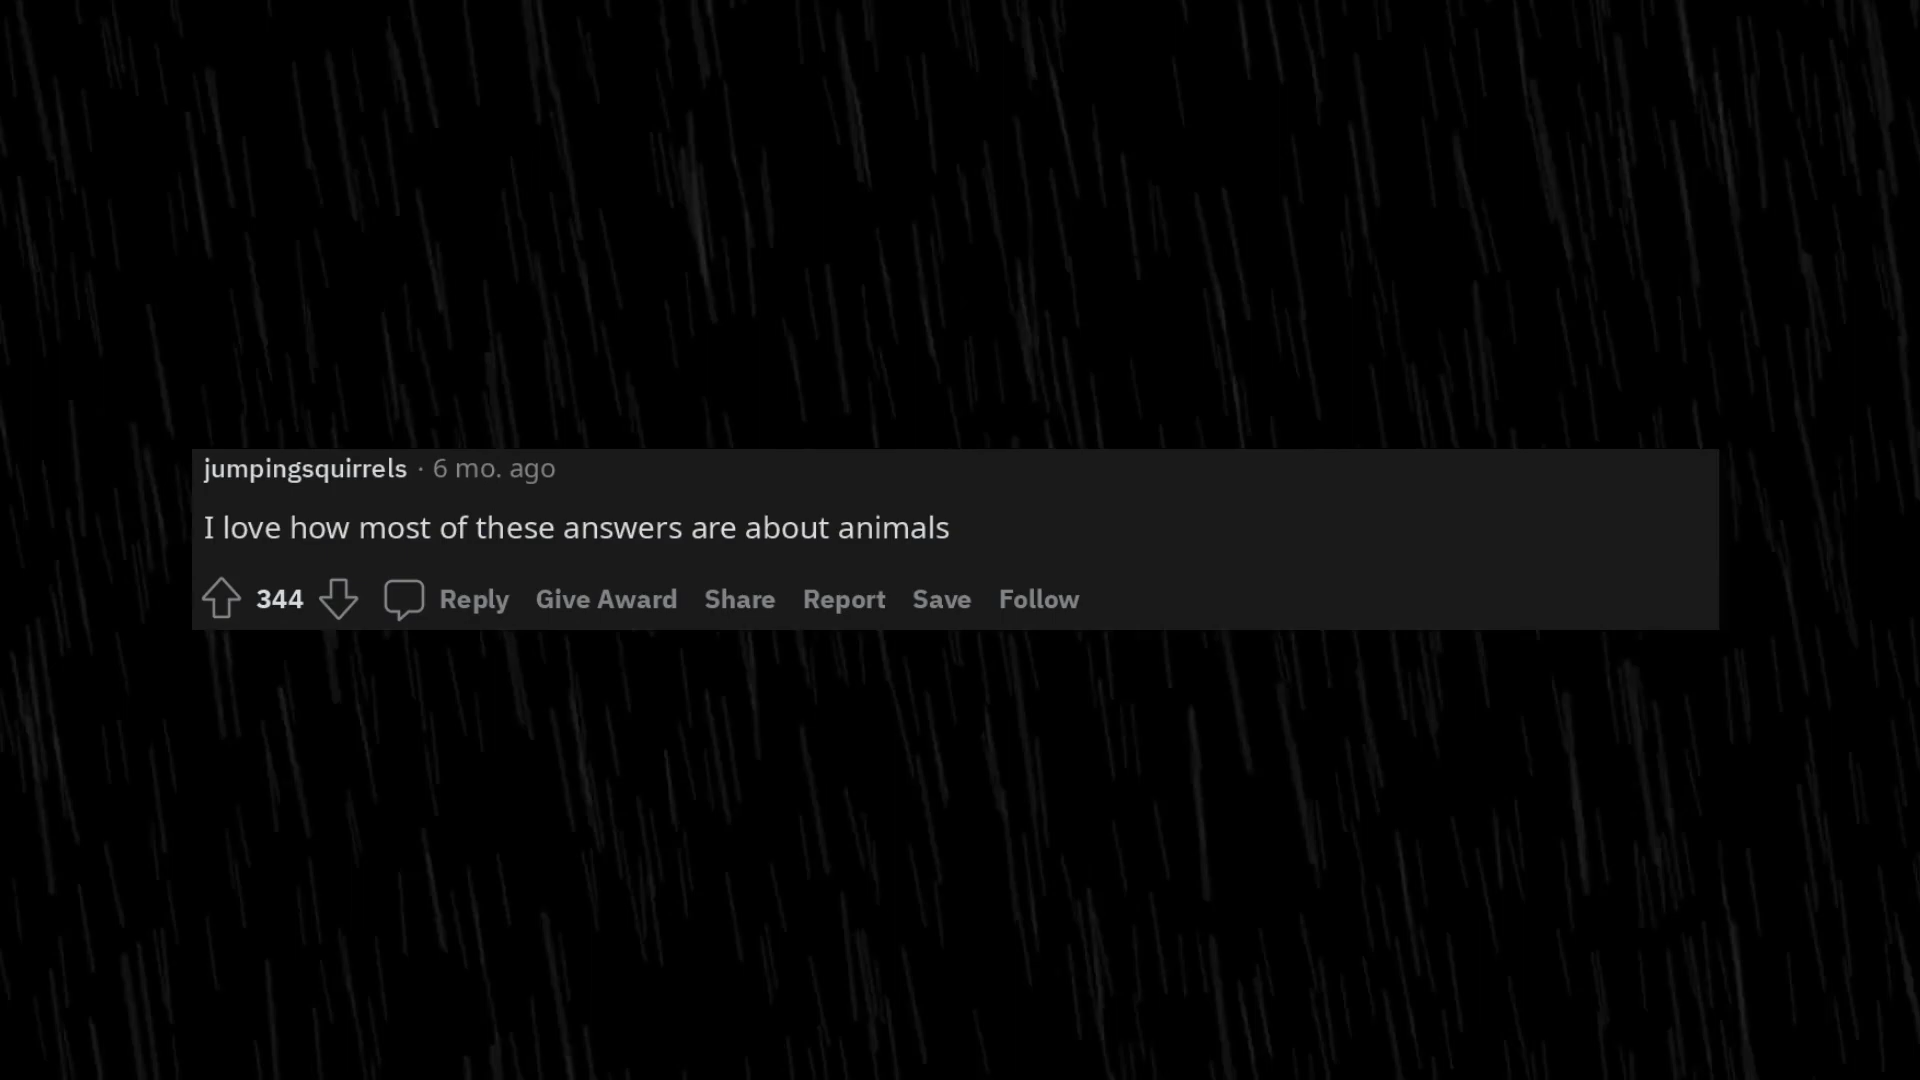 jumpingsquirrels · 6 mo. ago
I love how most of these answers are about animals
344 Reply Give Award Share Report Save Follow